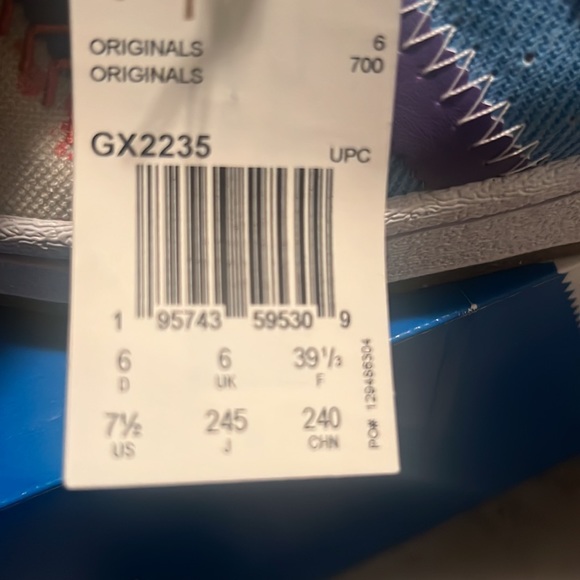 ORIGINALS 6
ORIGINALS 700
GX2235 UPC
1 95743 59530 9
6 6 39⅓
D UK F
7½ 245 240
US J CHN
PO# 129486304